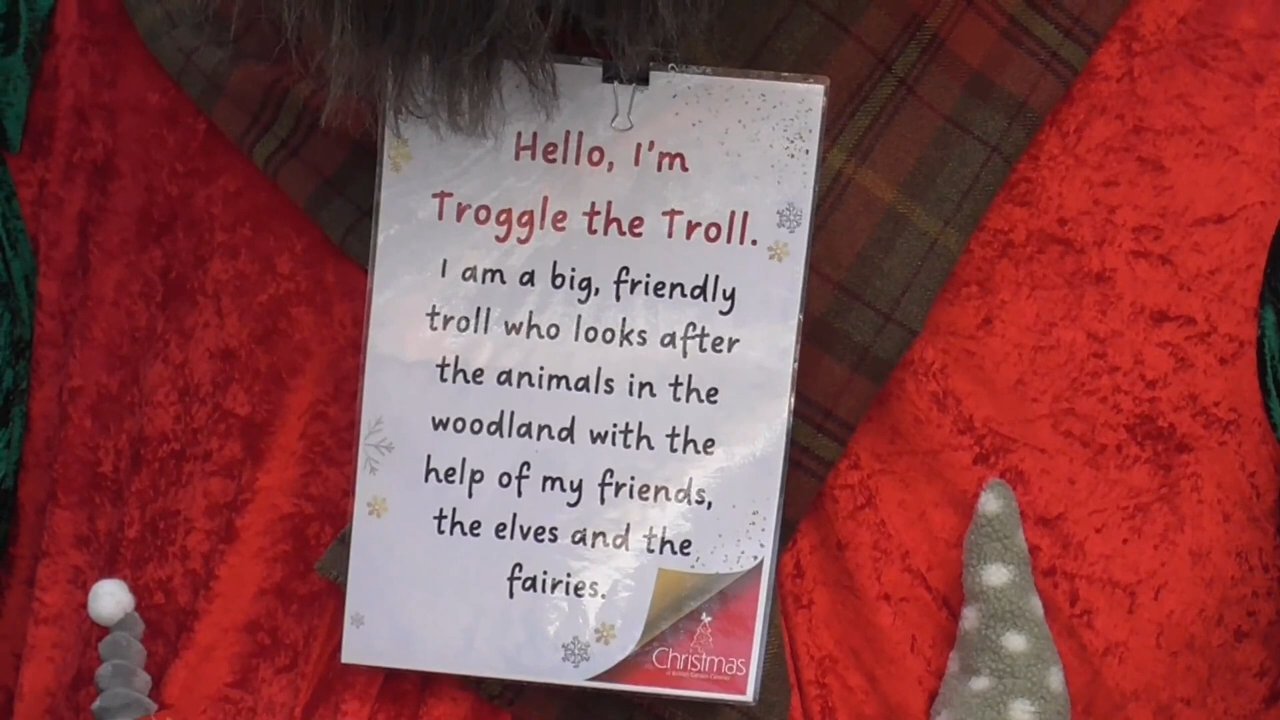 Hello, I'm
Troggle the Troll.
I am a big, friendly
troll who looks after
the animals in the
woodland with the
help of my friends,
the elves and the
fairies.
Christmas